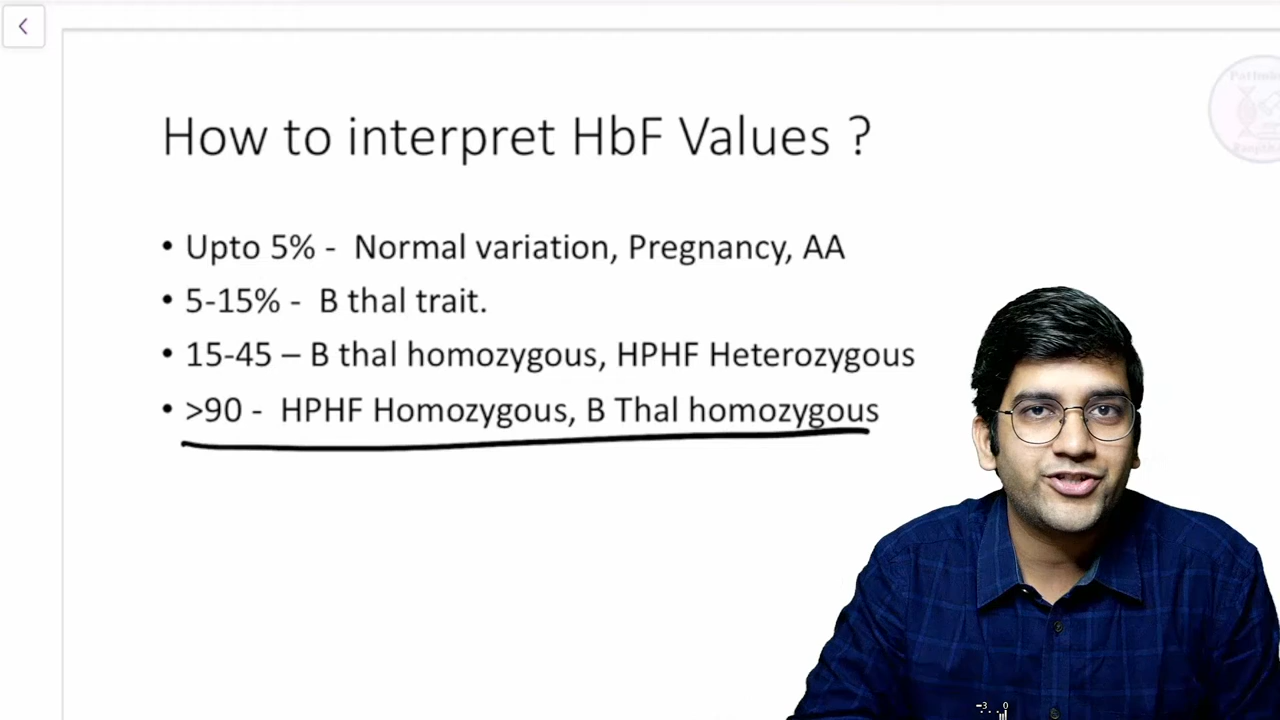 How to interpret HbF Values ?
• Upto 5% - Normal variation, Pregnancy, AA
• 5-15% - B thal trait.
• 15-45 – B thal homozygous, HPHF Heterozygous
• >90 - HPHF Homozygous, B Thal homozygous